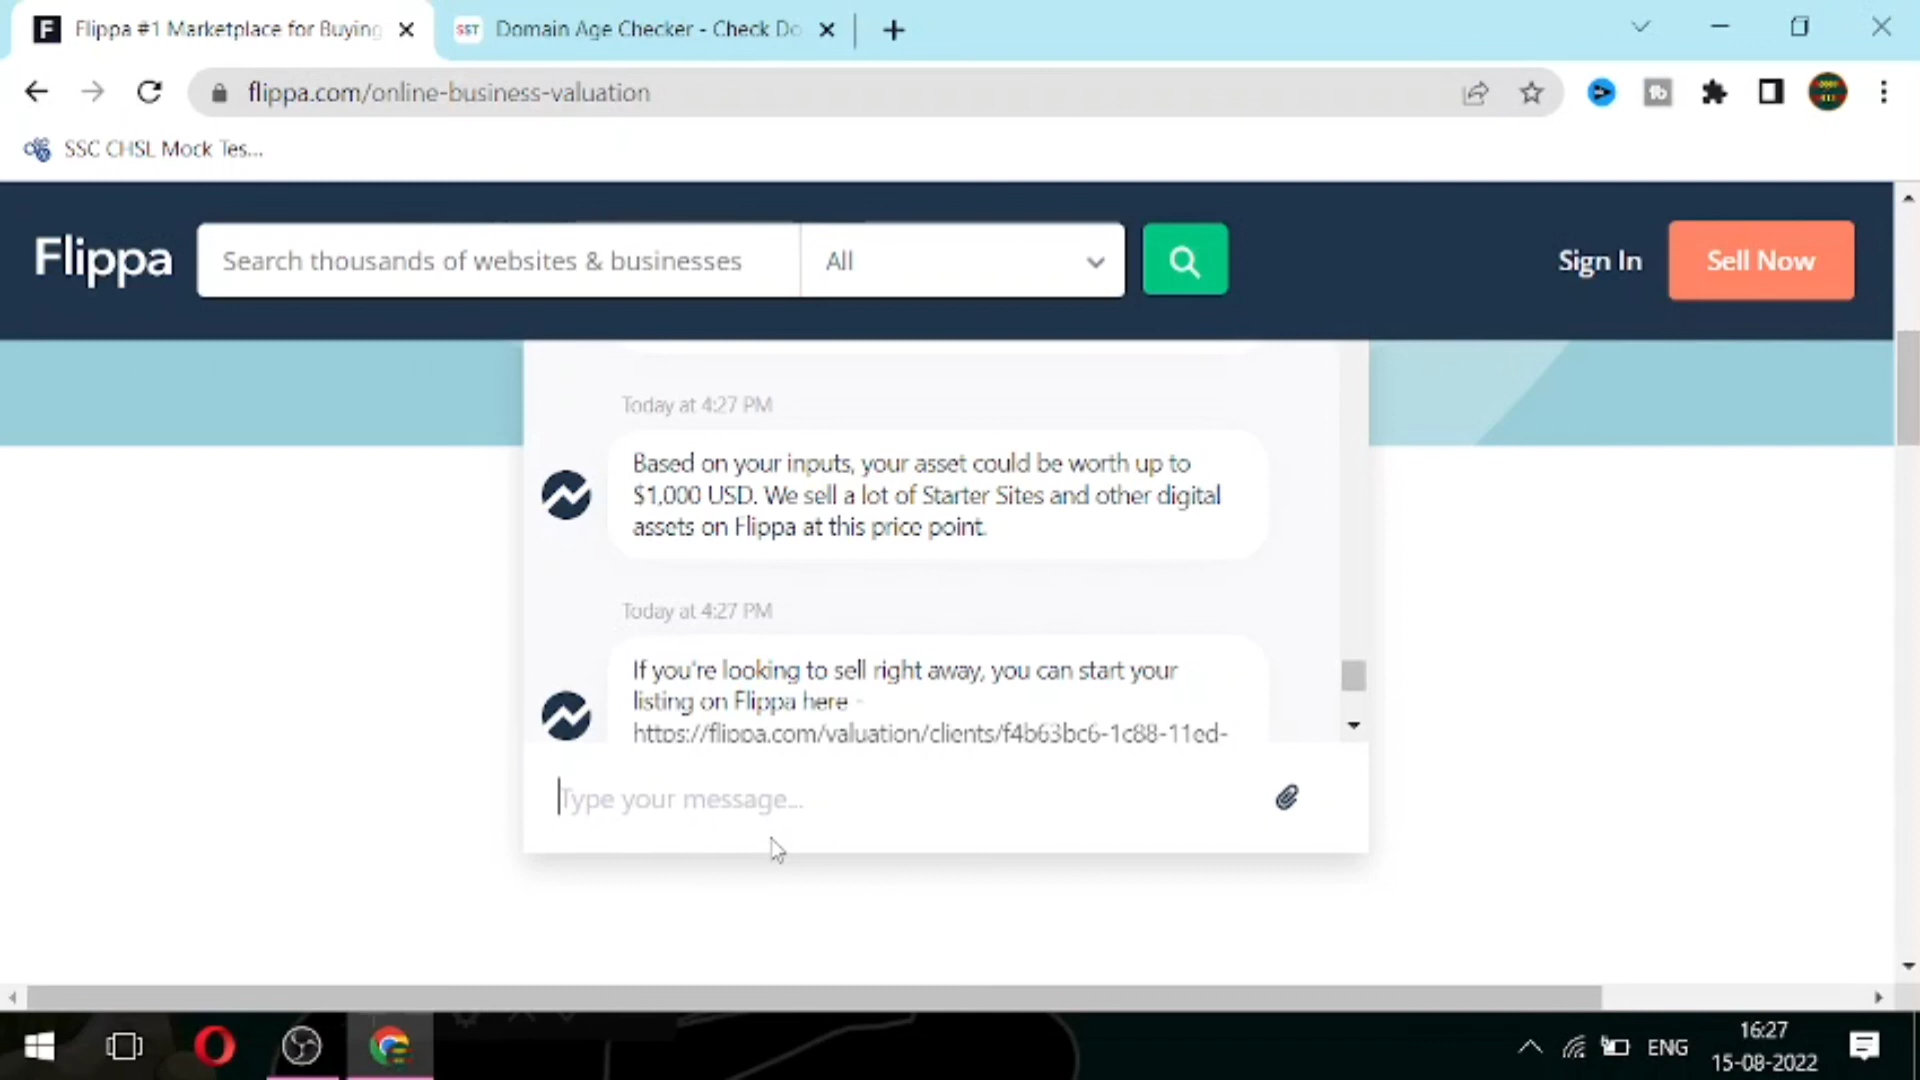 Flippa #1 Marketplace for Buying
SST Domain Age Checker - Check Do
flippa.com/online-business-valuation
SSC CHSL Mock Tes...
Flippa
Search thousands of websites & businesses
All
Sign In
Sell Now
Today at 4:27 PM
Based on your inputs, your asset could be worth up to
$1,000 USD. We sell a lot of Starter Sites and other digital
assets on Flippa at this price point.
Today at 4:27 PM
If you're looking to sell right away, you can start your
listing on Flippa here -
https://flippa.com/valuation/clients/f4b63bc6-1c88-11ed-
Type your message...
ENG
16:27
15-08-2022